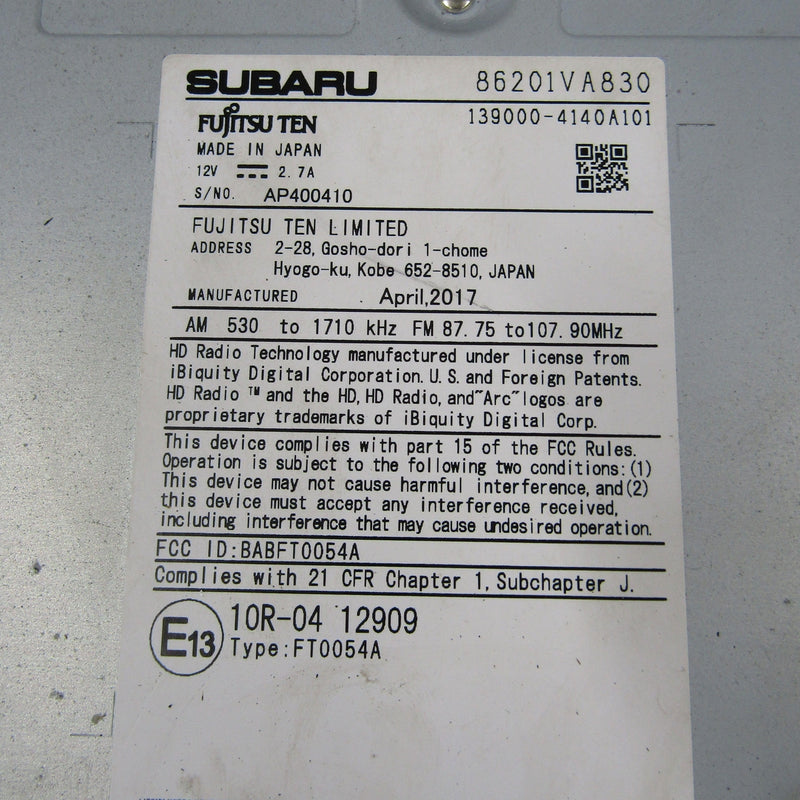 SUBARU 86201VA830
FUJITSU TEN 139000-4140A101
MADE IN JAPAN
12V ⎓ 2.7A
S/NO. AP400410
FUJITSU TEN LIMITED
ADDRESS 2-28, Gosho-dori 1-chome
Hyogo-ku, Kobe 652-8510, JAPAN
MANUFACTURED April,2017
AM 530 to 1710 kHz FM 87.75 to107.90MHz
HD Radio Technology manufactured under license from
iBiquity Digital Corporation. U.S. and Foreign Patents.
HD Radio ™ and the HD, HD Radio, and"Arc"logos are
proprietary trademarks of iBiquity Digital Corp.
This device complies with part 15 of the FCC Rules.
Operation is subject to the following two conditions:(1)
This device may not cause harmful interference, and(2)
this device must accept any interference received,
including interference that may cause undesired operation.
FCC ID:BABFT0054A
Complies with 21 CFR Chapter 1, Subchapter J.
E13 10R-04 12909
Type:FT0054A